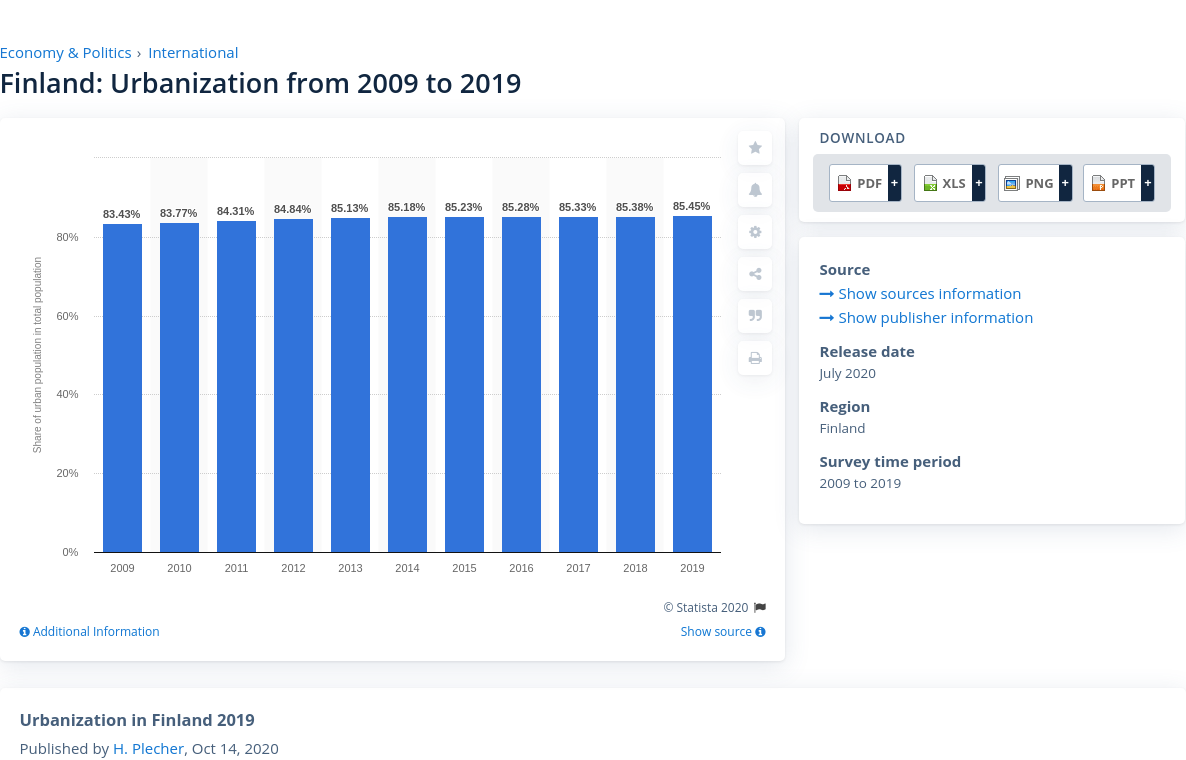 Economy & Politics › International
Finland: Urbanization from 2009 to 2019
Share of urban population in total population
80%
60%
40%
20%
0%
83.43% 83.77% 84.31% 84.84% 85.13% 85.18% 85.23% 85.28% 85.33% 85.38% 85.45%
2009 2010 2011 2012 2013 2014 2015 2016 2017 2018 2019
© Statista 2020
Additional Information Show source
DOWNLOAD
PDF + XLS + PNG + PPT +
Source
Show sources information
Show publisher information
Release date
July 2020
Region
Finland
Survey time period
2009 to 2019
Urbanization in Finland 2019
Published by H. Plecher, Oct 14, 2020